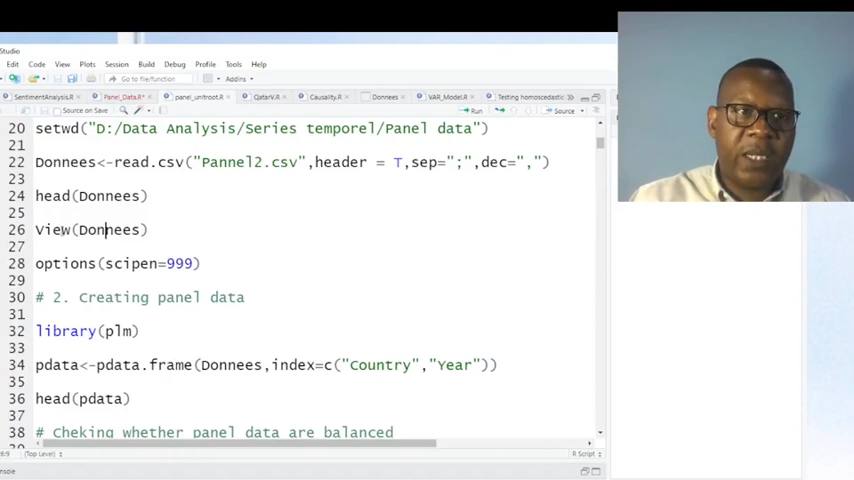 Studio
Edit Code View Plots Session Build Debug Profile Tools Help
Go to file/function Addins
SentimentAnalysis.R Panel_Data.R* panel_unitroot.R QatarV.R Causality.R Donnees VAR_Model.R Testing homoscedastic
Source on Save Run Source
20 setwd("D:/Data Analysis/Series temporel/Panel data")
21
22 Donnees<-read.csv("Pannel2.csv",header = T,sep=";",dec=",")
23
24 head(Donnees)
25
26 View(Donnees)
27
28 options(scipen=999)
29
30 # 2. Creating panel data
31
32 library(plm)
33
34 pdata<-pdata.frame(Donnees,index=c("Country","Year"))
35
36 head(pdata)
37
38 # Cheking whether panel data are balanced
26:9 (Top Level) R Script
nsole